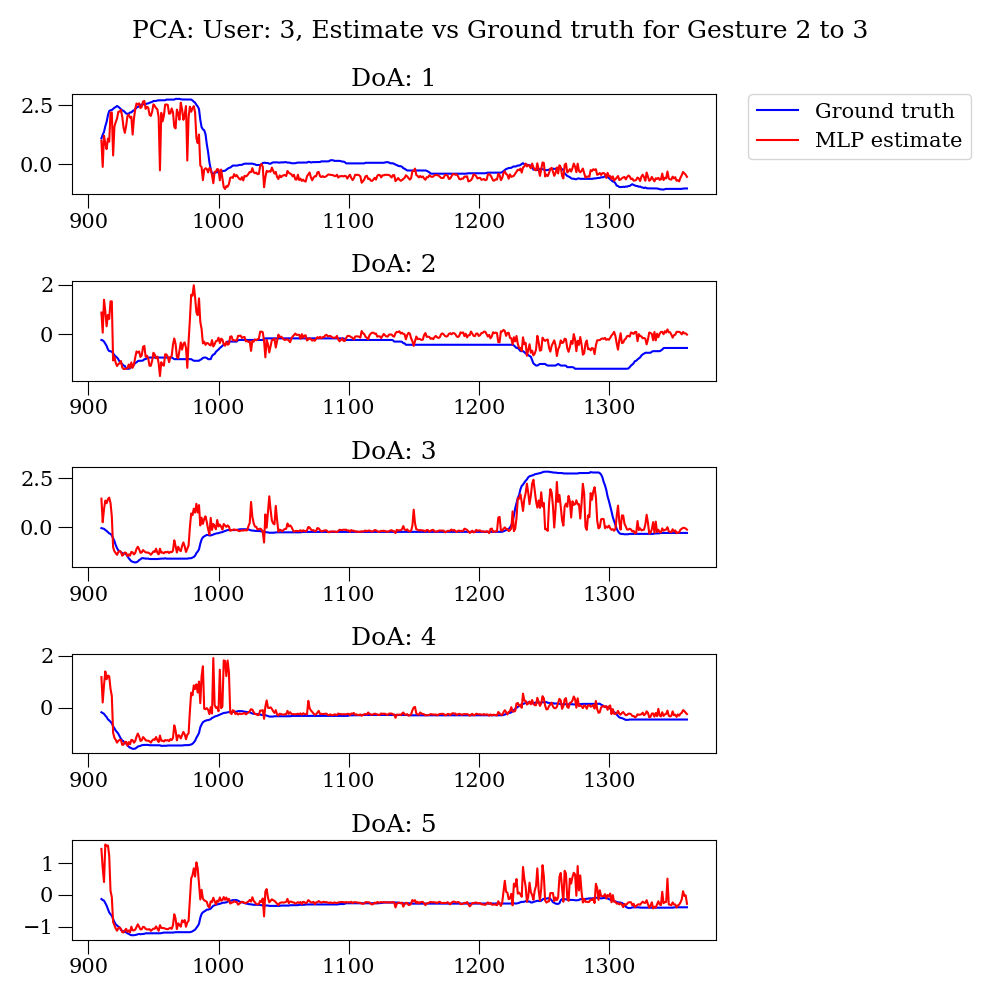 PCA: User: 3, Estimate vs Ground truth for Gesture 2 to 3
DoA: 1
Ground truth
MLP estimate
2.5
0.0
900 1000 1100 1200 1300
DoA: 2
2
0
900 1000 1100 1200 1300
DoA: 3
2.5
0.0
900 1000 1100 1200 1300
DoA: 4
2
0
900 1000 1100 1200 1300
DoA: 5
1
0
−1
900 1000 1100 1200 1300